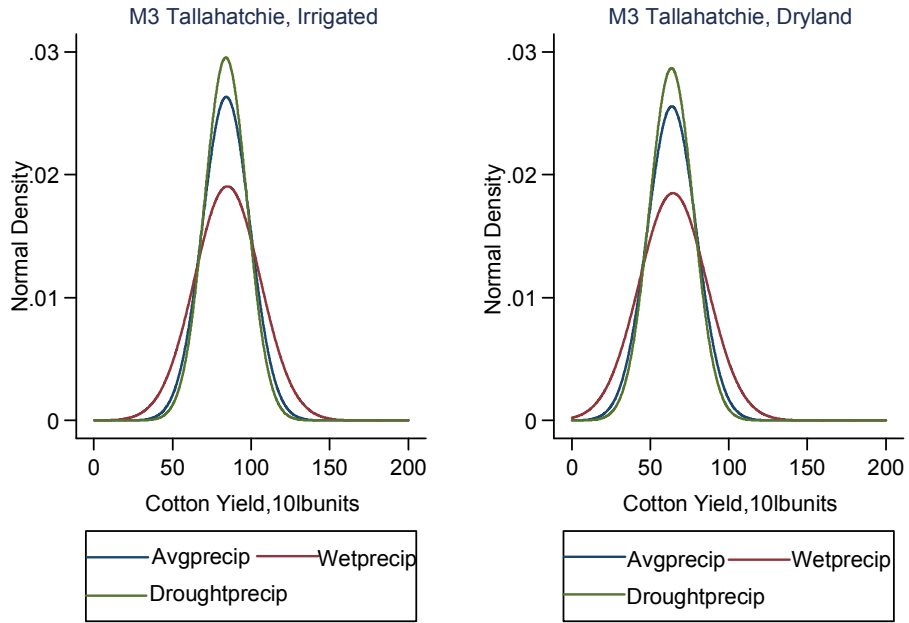 M3 Tallahatchie, Irrigated
.03
.02
.01
0
Normal Density
0 50 100 150 200
Cotton Yield,10lbunits
Avgprecip Wetprecip
Droughtprecip
M3 Tallahatchie, Dryland
.03
.02
.01
0
Normal Density
0 50 100 150 200
Cotton Yield,10lbunits
Avgprecip Wetprecip
Droughtprecip